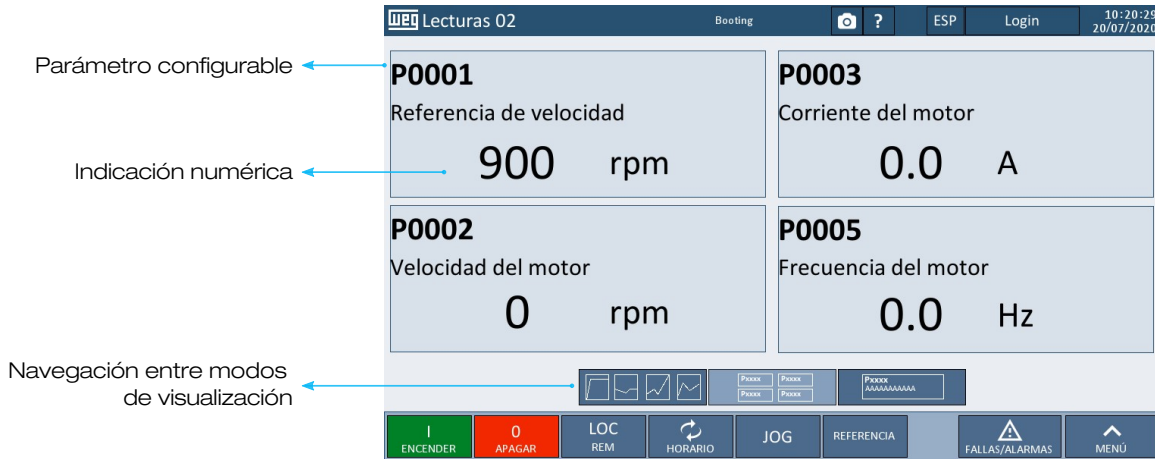 WEG Lecturas 02 Booting ? ESP Login 10:20:29
20/07/2020
Parámetro configurable
P0001
Referencia de velocidad
900 rpm
P0003
Corriente del motor
0.0 A
Indicación numérica
P0002
Velocidad del motor
0 rpm
P0005
Frecuencia del motor
0.0 Hz
Navegación entre modos
de visualización
Pxxxx Pxxxx
Pxxxx Pxxxx
Pxxxx
AAAAAAAAAAA
I
ENCENDER
0
APAGAR
LOC
REM
HORARIO
JOG
REFERENCIA
FALLAS/ALARMAS
MENÚ